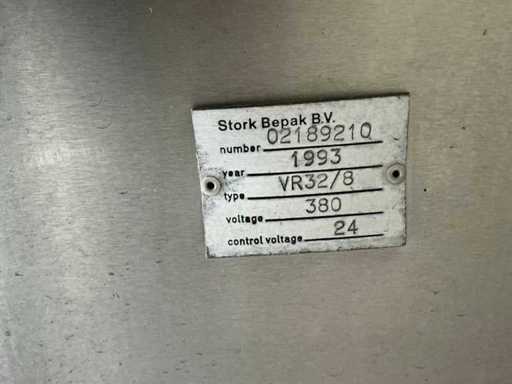 Stork Bepak B.V.
number 02189210
year 1993
type VR32/8
voltage 380
control voltage 24